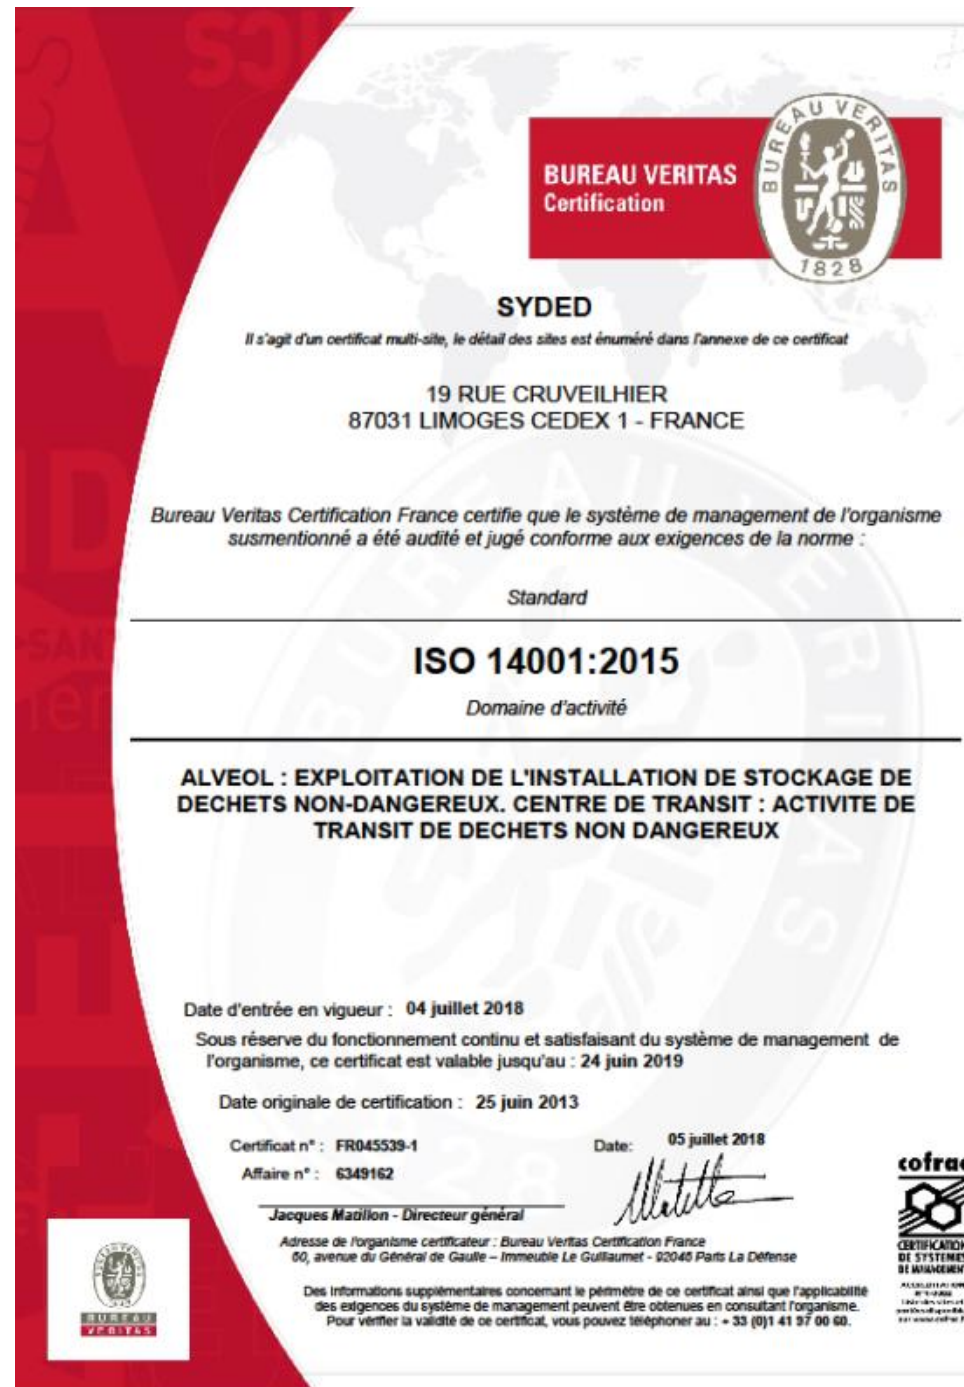 BUREAU VERITAS
Certification
BUREAU VERITAS
1828
SYDED
Il s'agit d'un certificat multi-site, le détail des sites est énuméré dans l'annexe de ce certificat
19 RUE CRUVEILHIER
87031 LIMOGES CEDEX 1 - FRANCE
Bureau Veritas Certification France certifie que le système de management de l'organisme
susmentionné a été audité et jugé conforme aux exigences de la norme :
Standard
ISO 14001:2015
Domaine d'activité
ALVEOL : EXPLOITATION DE L'INSTALLATION DE STOCKAGE DE
DECHETS NON-DANGEREUX. CENTRE DE TRANSIT : ACTIVITE DE
TRANSIT DE DECHETS NON DANGEREUX
Date d'entrée en vigueur : 04 juillet 2018
Sous réserve du fonctionnement continu et satisfaisant du système de management de
l'organisme, ce certificat est valable jusqu'au : 24 juin 2019
Date originale de certification : 25 juin 2013
Certificat n° : FR045539-1
Date: 05 juillet 2018
Affaire n° : 6349162
Jacques Matillon - Directeur général
Adresse de l'organisme certificateur : Bureau Veritas Certification France
60, avenue du Général de Gaulle – Immeuble Le Guillaumet - 92046 Paris La Défense
Des informations supplémentaires concernant le périmètre de ce certificat ainsi que l'applicabilité
des exigences du système de management peuvent être obtenues en consultant l'organisme.
Pour vérifier la validité de ce certificat, vous pouvez téléphoner au : + 33 (0)1 41 97 00 60.
cofrac
CERTIFICATION
DE SYSTEMES
DE MANAGEMENT
BUREAU
VERITAS